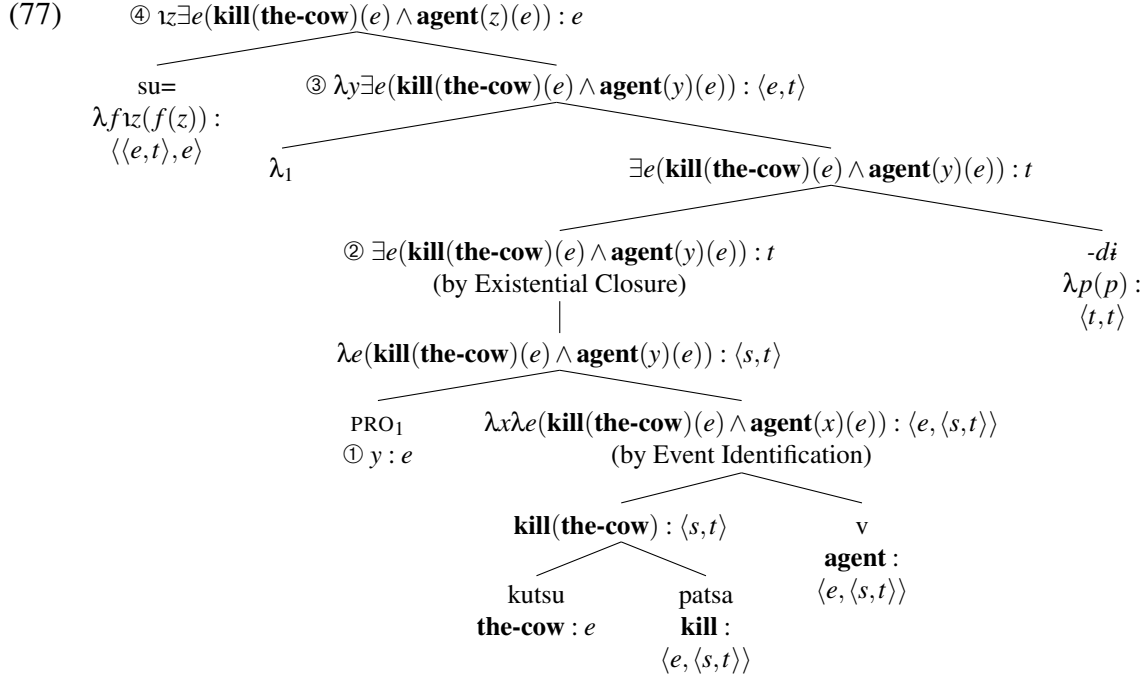 (77) ④ ɿz∃e(kill(the-cow)(e) ∧ agent(z)(e)) : e
su=
λfɿz(f(z)) :
⟨⟨e,t⟩,e⟩
③ λy∃e(kill(the-cow)(e) ∧ agent(y)(e)) : ⟨e,t⟩
λ₁
∃e(kill(the-cow)(e) ∧ agent(y)(e)) : t
② ∃e(kill(the-cow)(e) ∧ agent(y)(e)) : t
(by Existential Closure)
-dɨ
λp(p) :
⟨t,t⟩
λe(kill(the-cow)(e) ∧ agent(y)(e)) : ⟨s,t⟩
PRO₁
① y : e
λxλe(kill(the-cow)(e) ∧ agent(x)(e)) : ⟨e,⟨s,t⟩⟩
(by Event Identification)
kill(the-cow) : ⟨s,t⟩
v
agent :
⟨e,⟨s,t⟩⟩
kutsu
the-cow : e
patsa
kill :
⟨e,⟨s,t⟩⟩